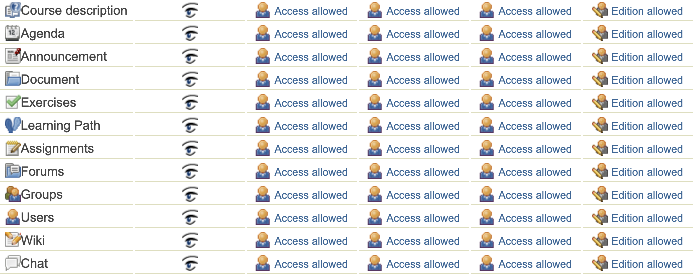 Course description Access allowed Access allowed Access allowed Edition allowed
Agenda Access allowed Access allowed Access allowed Edition allowed
Announcement Access allowed Access allowed Access allowed Edition allowed
Document Access allowed Access allowed Access allowed Edition allowed
Exercises Access allowed Access allowed Access allowed Edition allowed
Learning Path Access allowed Access allowed Access allowed Edition allowed
Assignments Access allowed Access allowed Access allowed Edition allowed
Forums Access allowed Access allowed Access allowed Edition allowed
Groups Access allowed Access allowed Access allowed Edition allowed
Users Access allowed Access allowed Access allowed Edition allowed
Wiki Access allowed Access allowed Access allowed Edition allowed
Chat Access allowed Access allowed Access allowed Edition allowed